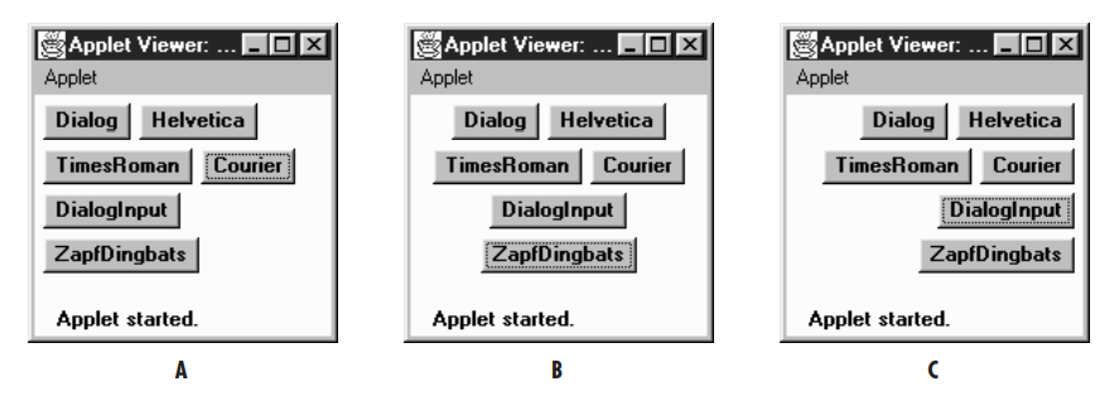 Applet Viewer: ...
Applet
Dialog Helvetica
TimesRoman Courier
DialogInput
ZapfDingbats
Applet started.
A
Applet Viewer: ...
Applet
Dialog Helvetica
TimesRoman Courier
DialogInput
ZapfDingbats
Applet started.
B
Applet Viewer: ...
Applet
Dialog Helvetica
TimesRoman Courier
DialogInput
ZapfDingbats
Applet started.
C